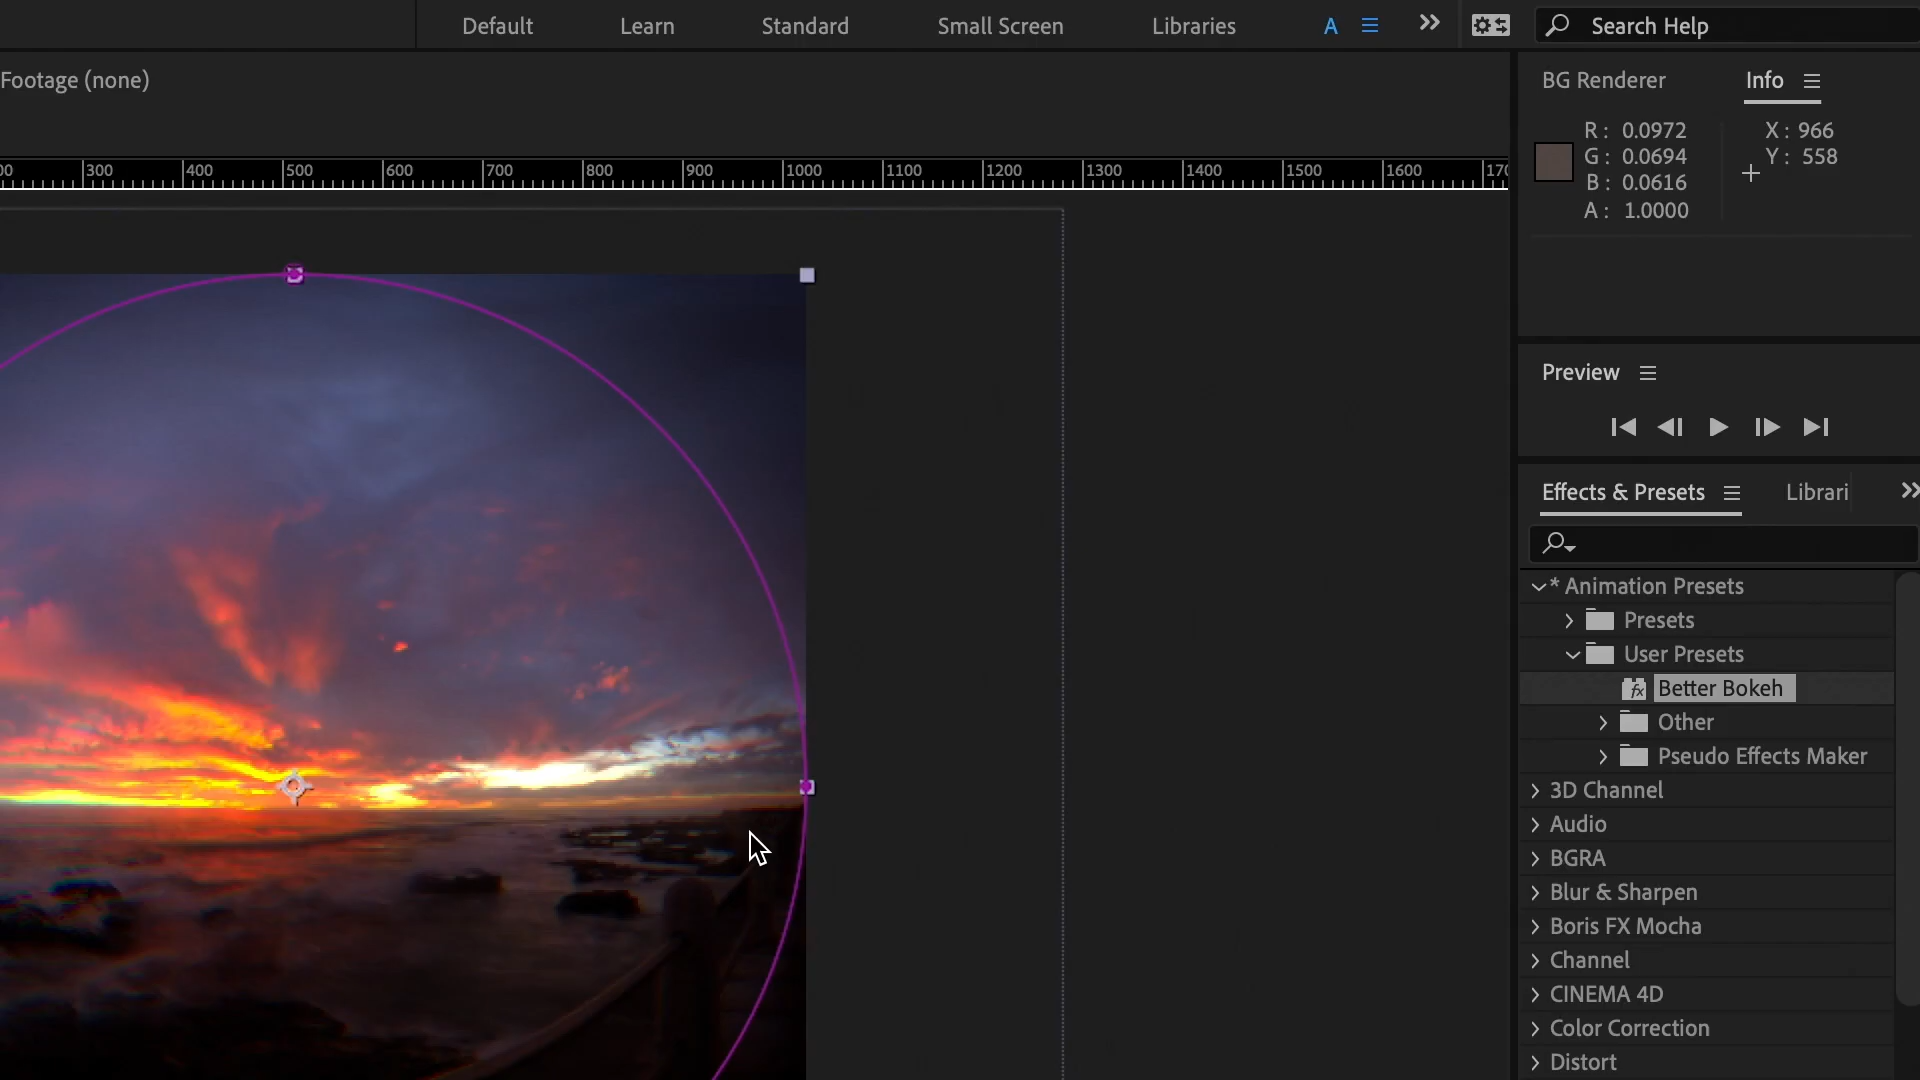 Default Learn Standard Small Screen Libraries A Search Help
Footage (none)
BG Renderer Info
R : 0.0972 X : 966
G : 0.0694 Y : 558
B : 0.0616
A : 1.0000
00 300 400 500 600 700 800 900 1000 1100 1200 1300 1400 1500 1600 170
Preview
Effects & Presets Librari
* Animation Presets
Presets
User Presets
fx Better Bokeh
Other
Pseudo Effects Maker
3D Channel
Audio
BGRA
Blur & Sharpen
Boris FX Mocha
Channel
CINEMA 4D
Color Correction
Distort